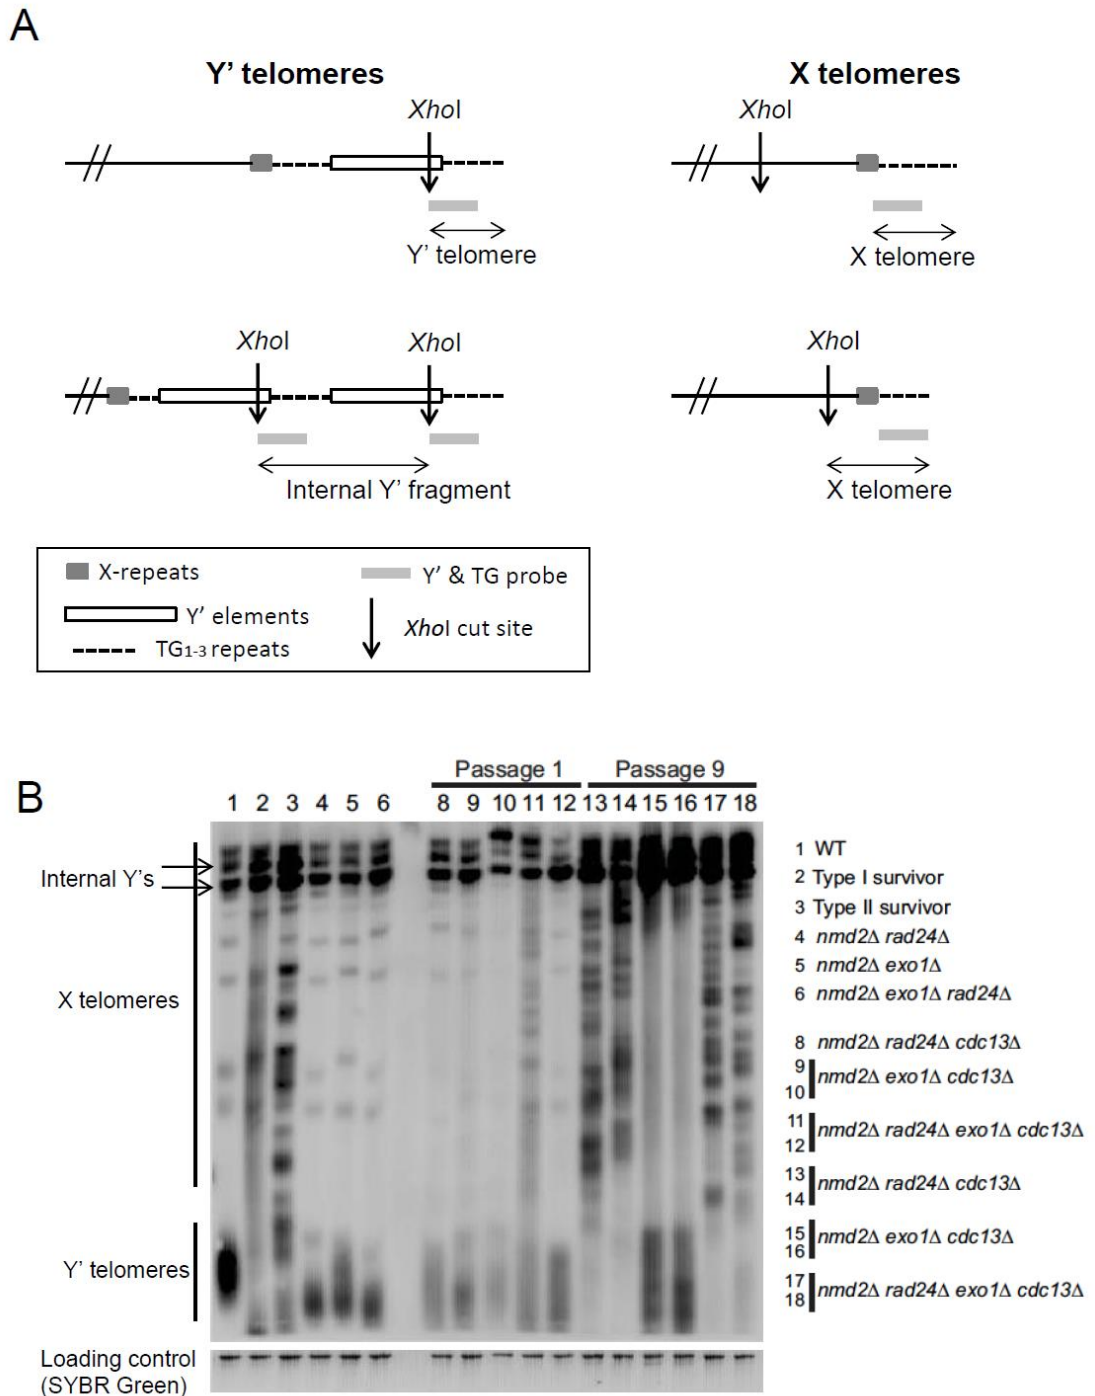 A
Y’ telomeres
X telomeres
XhoI
XhoI
Y’ telomere
X telomere
XhoI
XhoI
XhoI
Internal Y’ fragment
X telomere
X-repeats
Y’ & TG probe
Y’ elements
XhoI cut site
TG1-3 repeats
B
Passage 1
Passage 9
1 2 3 4 5 6 8 9 10 11 12 13 14 15 16 17 18
Internal Y’s
X telomeres
Y’ telomeres
Loading control
(SYBR Green)
1 WT
2 Type I survivor
3 Type II survivor
4 nmd2Δ rad24Δ
5 nmd2Δ exo1Δ
6 nmd2Δ exo1Δ rad24Δ
8 nmd2Δ rad24Δ cdc13Δ
9
nmd2Δ exo1Δ cdc13Δ
10
11
nmd2Δ rad24Δ exo1Δ cdc13Δ
12
13
nmd2Δ rad24Δ cdc13Δ
14
15
nmd2Δ exo1Δ cdc13Δ
16
17
nmd2Δ rad24Δ exo1Δ cdc13Δ
18